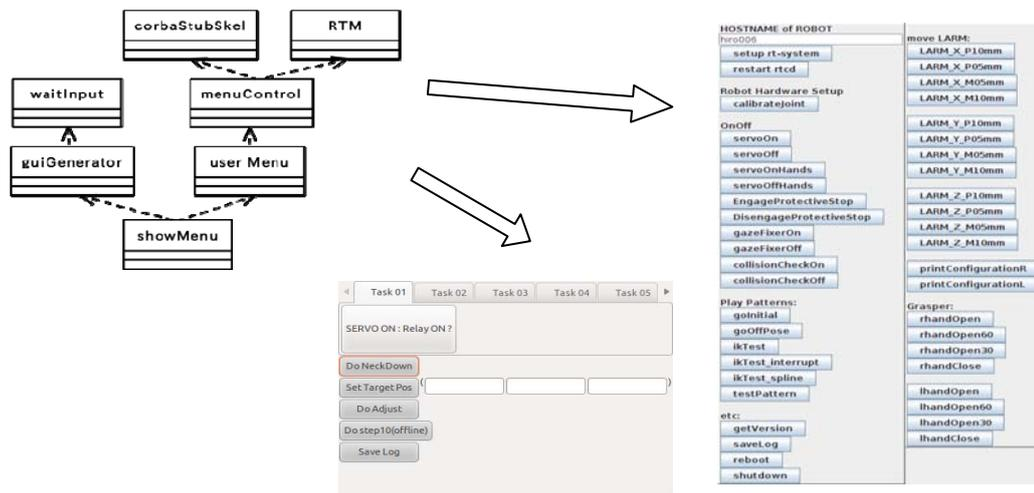 corbaStubSkel
RTM
waitInput
menuControl
guiGenerator
user Menu
showMenu
Task 01
Task 02
Task 03
Task 04
Task 05
SERVO ON : Relay ON ?
Do NeckDown
Set Target Pos ( )
Do Adjust
Do step10(offline)
Save Log
HOSTNAME of ROBOT
hiro006
setup rt-system
restart rtcd
Robot Hardware Setup
calibrateJoint
OnOff
servoOn
servoOff
servoOnHands
servoOffHands
EngageProtectiveStop
DisengageProtectiveStop
gazeFixerOn
gazeFixerOff
collisionCheckOn
collisionCheckOff
Play Patterns:
goInitial
goOffPose
ikTest
ikTest_interrupt
ikTest_spline
testPattern
etc:
getVersion
saveLog
reboot
shutdown
move LARM:
LARM_X_P10mm
LARM_X_P05mm
LARM_X_M05mm
LARM_X_M10mm
LARM_Y_P10mm
LARM_Y_P05mm
LARM_Y_M05mm
LARM_Y_M10mm
LARM_Z_P10mm
LARM_Z_P05mm
LARM_Z_M05mm
LARM_Z_M10mm
printConfigurationR
printConfigurationL
Grasper:
rhandOpen
rhandOpen60
rhandOpen30
rhandClose
lhandOpen
lhandOpen60
lhandOpen30
lhandClose